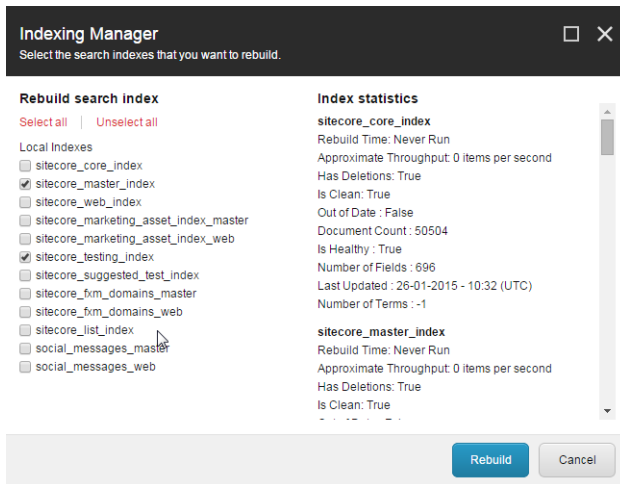 Indexing Manager
Select the search indexes that you want to rebuild.
Rebuild search index
Select all | Unselect all
Local Indexes
sitecore_core_index
sitecore_master_index
sitecore_web_index
sitecore_marketing_asset_index_master
sitecore_marketing_asset_index_web
sitecore_testing_index
sitecore_suggested_test_index
sitecore_fxm_domains_master
sitecore_fxm_domains_web
sitecore_list_index
social_messages_master
social_messages_web
Index statistics
sitecore_core_index
Rebuild Time: Never Run
Approximate Throughput: 0 items per second
Has Deletions: True
Is Clean: True
Out of Date : False
Document Count : 50504
Is Healthy : True
Number of Fields : 696
Last Updated : 26-01-2015 - 10:32 (UTC)
Number of Terms : -1
sitecore_master_index
Rebuild Time: Never Run
Approximate Throughput: 0 items per second
Has Deletions: True
Is Clean: True
Rebuild
Cancel